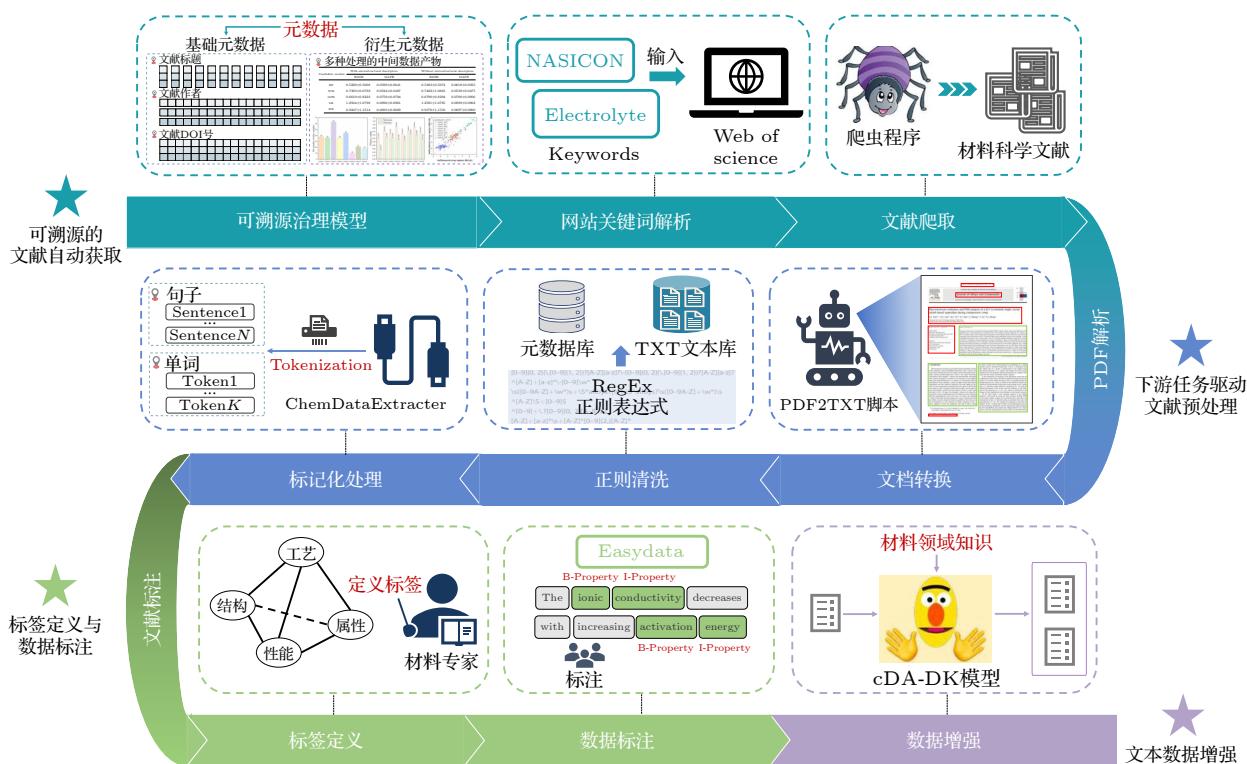 元数据
基础元数据
衍生元数据
文献标题
文献作者
文献DOI号
多种处理的中间数据产物
NASICON
Electrolyte
Keywords
输入
Web of
science
爬虫程序
材料科学文献
可溯源的
文献自动获取
可溯源治理模型
网站关键词解析
文献爬取
句子
Sentence1
...
SentenceN
单词
Token1
...
TokenK
Tokenization
ChemDataExtracter
元数据库
TXT文本库
RegEx
正则表达式
PDF2TXT脚本
PDF解析
下游任务驱动
文献预处理
标记化处理
正则清洗
文档转换
文献标注
标签定义与
数据标注
工艺
结构
属性
性能
定义标签
材料专家
Easydata
B-Property I-Property
The ionic conductivity decreases
with increasing activation energy
B-Property I-Property
标注
材料领域知识
cDA-DK模型
标签定义
数据标注
数据增强
文本数据增强